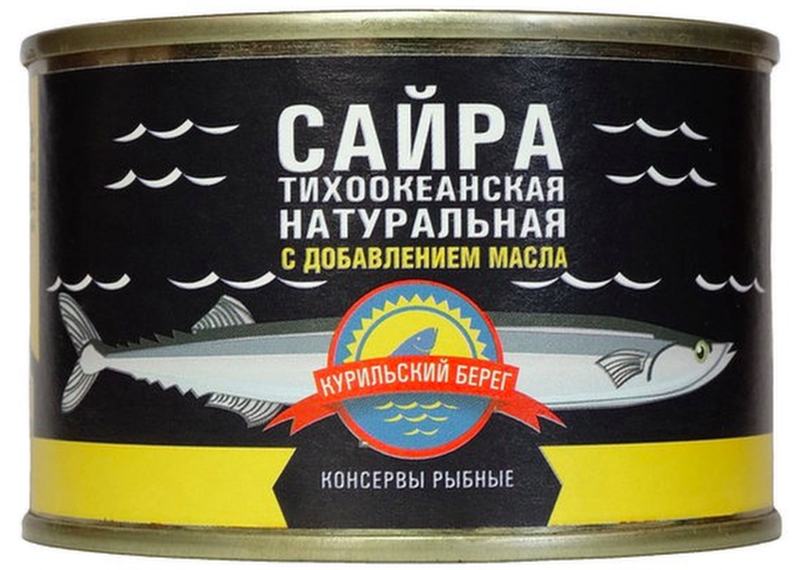 САЙРА
ТИХООКЕАНСКАЯ
НАТУРАЛЬНАЯ
С ДОБАВЛЕНИЕМ МАСЛА
КУРИЛЬСКИЙ БЕРЕГ
КОНСЕРВЫ РЫБНЫЕ